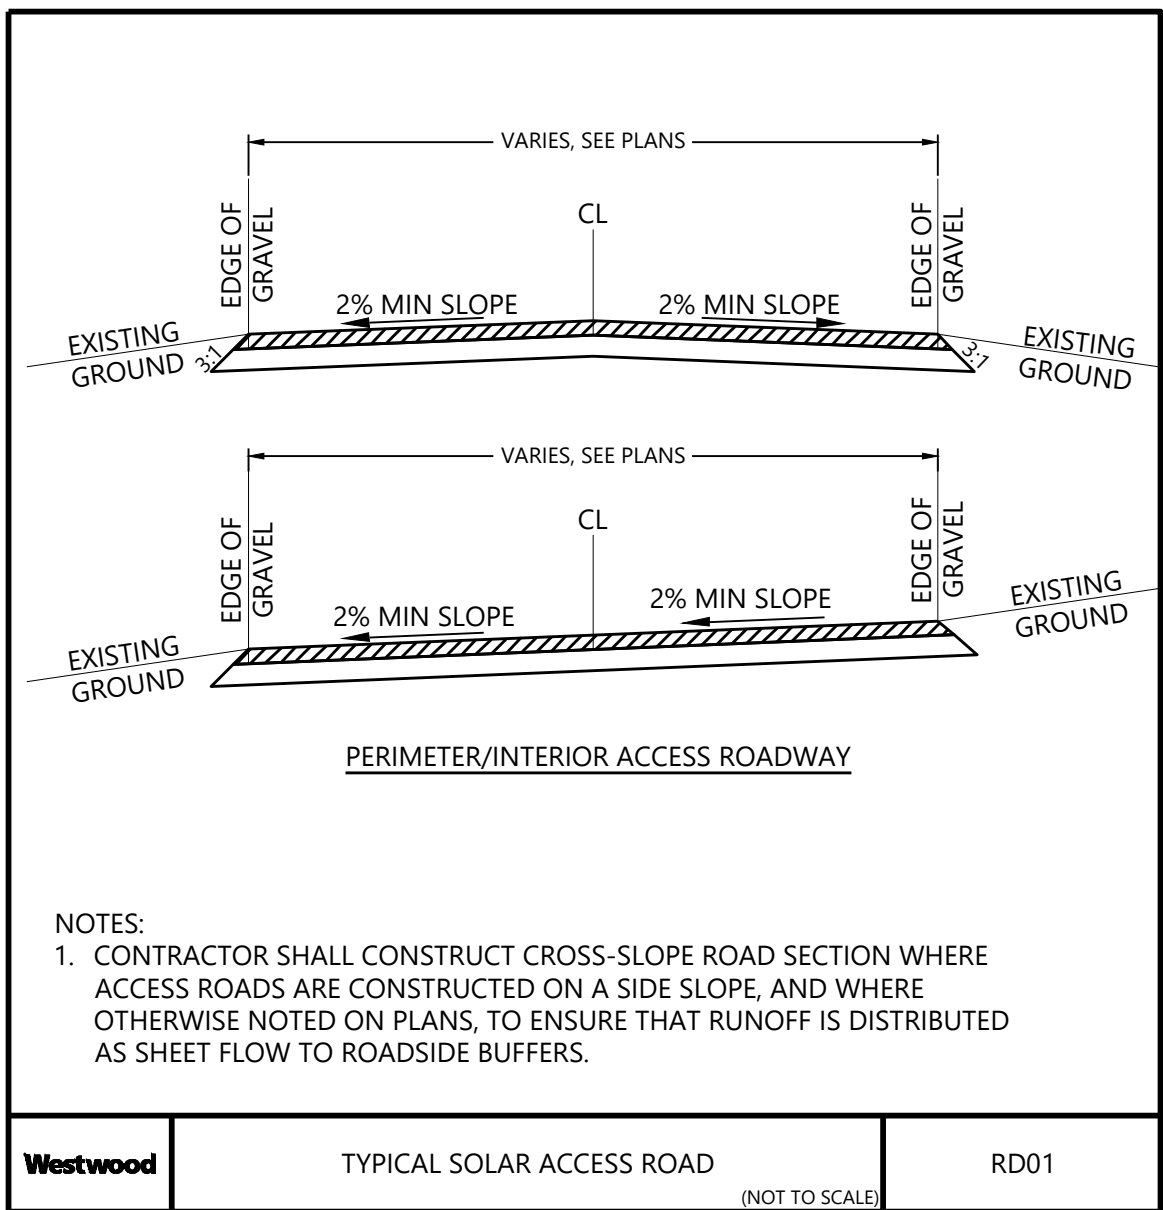 VARIES, SEE PLANS
EDGE OF
GRAVEL
CL
EDGE OF
GRAVEL
2% MIN SLOPE
2% MIN SLOPE
EXISTING
GROUND
3:1
3:1
EXISTING
GROUND
VARIES, SEE PLANS
EDGE OF
GRAVEL
CL
EDGE OF
GRAVEL
2% MIN SLOPE
2% MIN SLOPE
EXISTING
GROUND
EXISTING
GROUND
PERIMETER/INTERIOR ACCESS ROADWAY
NOTES:
1. CONTRACTOR SHALL CONSTRUCT CROSS-SLOPE ROAD SECTION WHERE
ACCESS ROADS ARE CONSTRUCTED ON A SIDE SLOPE, AND WHERE
OTHERWISE NOTED ON PLANS, TO ENSURE THAT RUNOFF IS DISTRIBUTED
AS SHEET FLOW TO ROADSIDE BUFFERS.
Westwood
TYPICAL SOLAR ACCESS ROAD
(NOT TO SCALE)
RD01